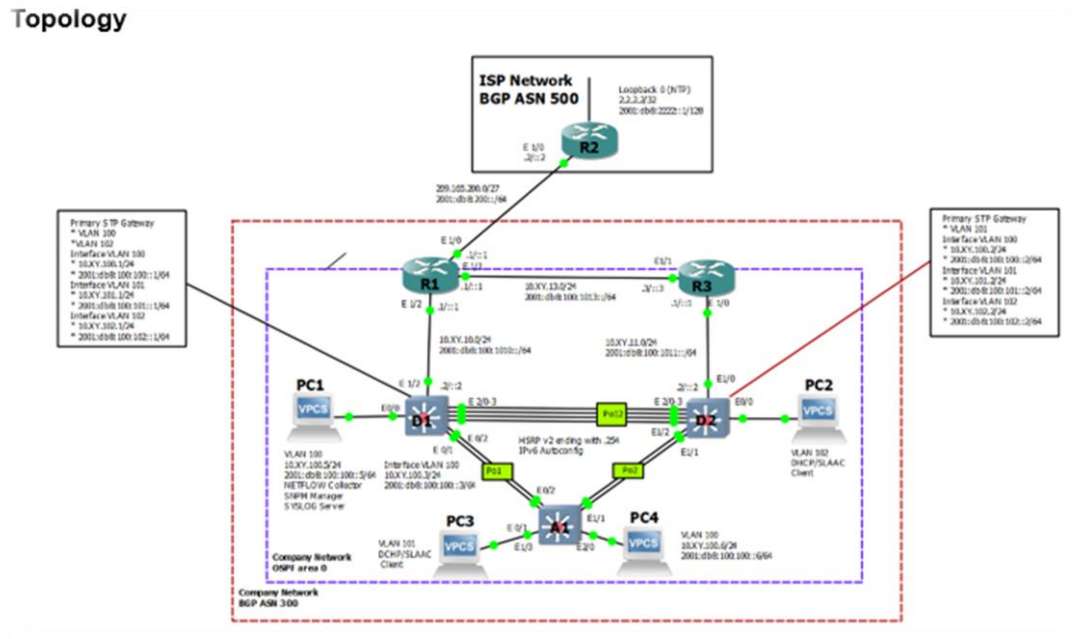 Topology
ISP Network
BGP ASN 500
Loopback 0 (NTP)
2.2.2.2/32
2001:db8:2222::1/128
R2
E 1/0
.2/::2
209.165.200.0/27
2001:db8:200::/64
Primary STP Gateway
* VLAN 100
*VLAN 102
Interface VLAN 100
* 10.XY.100.1/24
* 2001:db8:100:100::1/64
Interface VLAN 101
* 10.XY.101.1/24
* 2001:db8:100:101::1/64
Interface VLAN 102
* 10.XY.102.1/24
* 2001:db8:100:102::1/64
Primary STP Gateway
* VLAN 101
Interface VLAN 100
* 10.XY.100.2/24
* 2001:db8:100:100::2/64
Interface VLAN 101
* 10.XY.101.2/24
* 2001:db8:100:101::2/64
Interface VLAN 102
* 10.XY.102.2/24
* 2001:db8:100:102::2/64
E 1/0
.1/::1
E 1/1
R1
.1/::1
E 1/2
.1/::1
10.XY.13.0/24
2001:db8:100:1013::/64
E1/1
.3/::3
R3
.1/::1
E 1/0
10.XY.10.0/24
2001:db8:100:1010::/64
10.XY.11.0/24
2001:db8:100:1011::/64
E 1/2
.2/::2
.2/::2
E1/0
PC1
VPCS
E0/0
D1
E 2/0-3
Po12
E 2/0-3
D2
E0/0
PC2
VPCS
E 0/2
E 0/1
HSRP v2 ending with .254
IPv6 Autoconfig
E1/2
E1/1
VLAN 100
10.XY.100.5/24
2001:db8:100:100::5/64
NETFLOW Collector
SNPM Manager
SYSLOG Server
Interface VLAN 100
10.XY.100.3/24
2001:db8:100:100::3/64
Po1
Po2
VLAN 102
DHCP/SLAAC
Client
E0/2
E 0/1
A1
E1/1
E1/3
E2/0
PC3
VPCS
VLAN 101
DCHP/SLAAC
Client
PC4
VPCS
VLAN 100
10.XY.100.6/24
2001:db8:100:100::6/64
Company Network
OSPF area 0
Company Network
BGP ASN 300